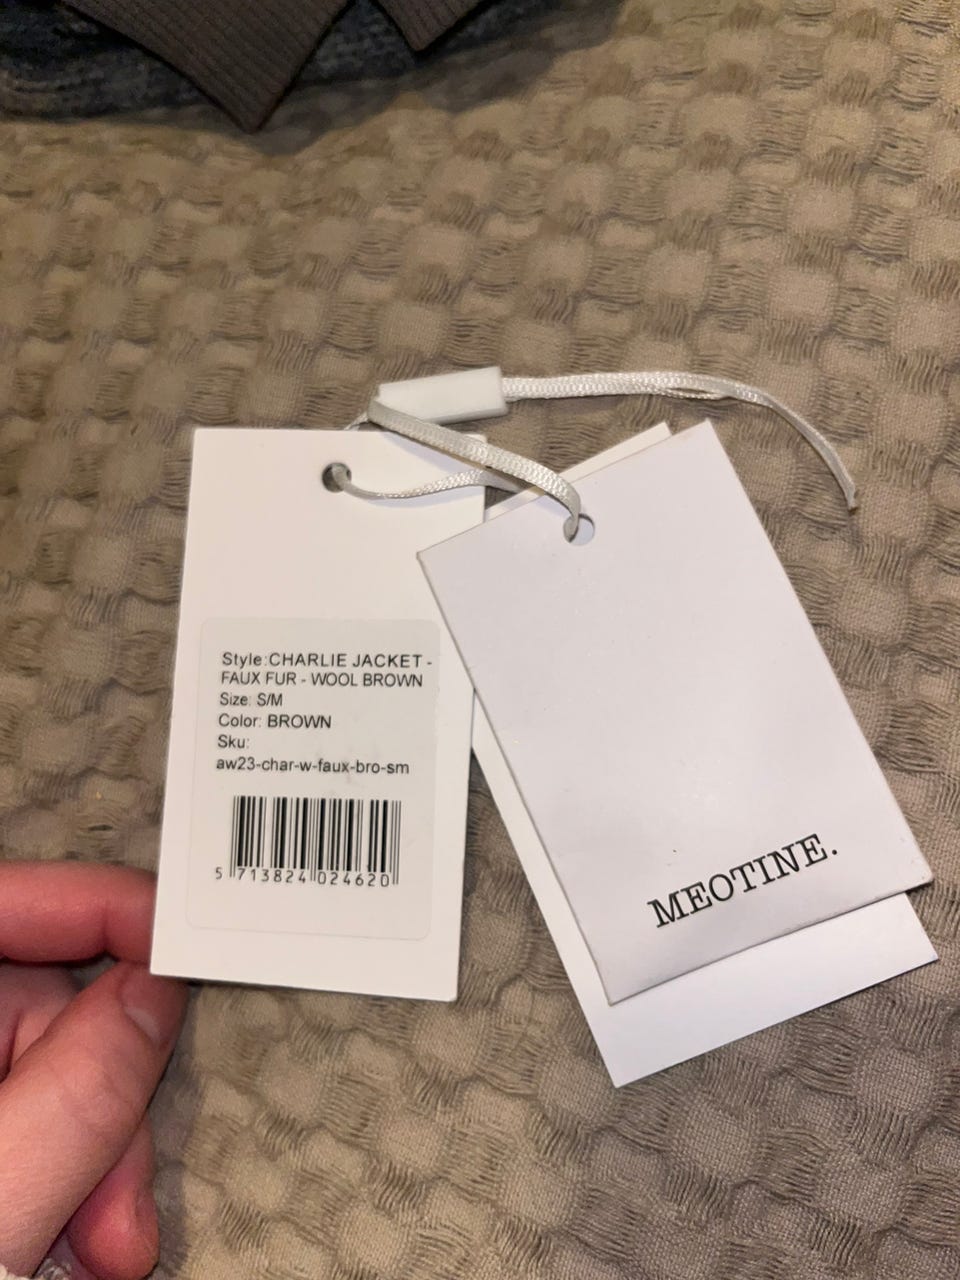 Style:CHARLIE JACKET -
FAUX FUR - WOOL BROWN
Size: S/M
Color: BROWN
Sku:
aw23-char-w-faux-bro-sm
5 713824 024620
MEOTINE.